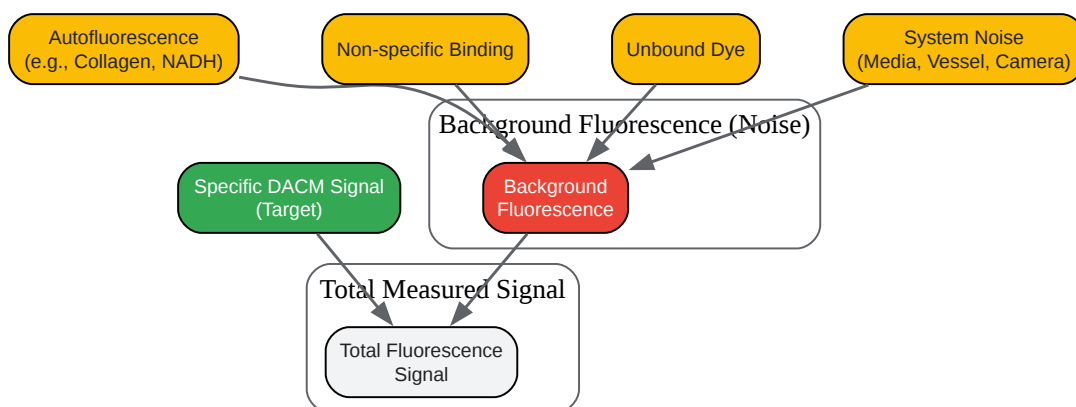 Autofluorescence
(e.g., Collagen, NADH)
Non-specific Binding
Unbound Dye
System Noise
(Media, Vessel, Camera)
Background Fluorescence (Noise)
Specific DACM Signal
(Target)
Background
Fluorescence
Total Measured Signal
Total Fluorescence
Signal